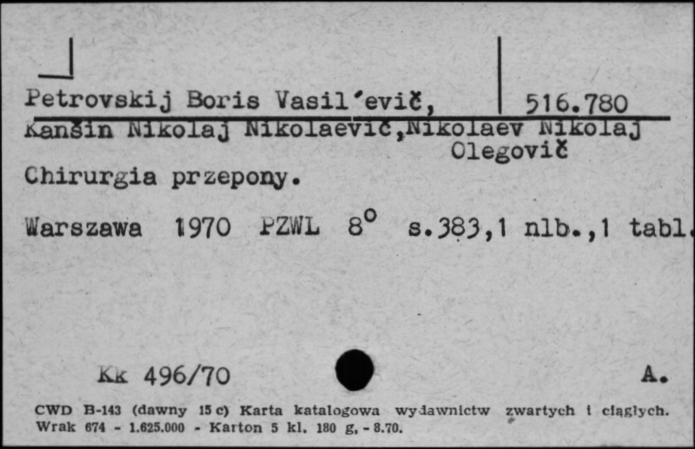 Petrovskij Boris Vasil´evič, 516.780
Kanšin Nikolaj Nikolaevič,Nikolaev Nikolaj
Olegovič
Chirurgia przepony.
Warszawa 1970 PZWL 8° s.383,1 nlb.,1 tabl.
Kk 496/70 A.
CWD B-143 (dawny 15 c) Karta katalogowa wydawnictw zwartych i ciągłych.
Wrak 674 - 1.625.000 - Karton 5 kl. 180 g. - 8.70.